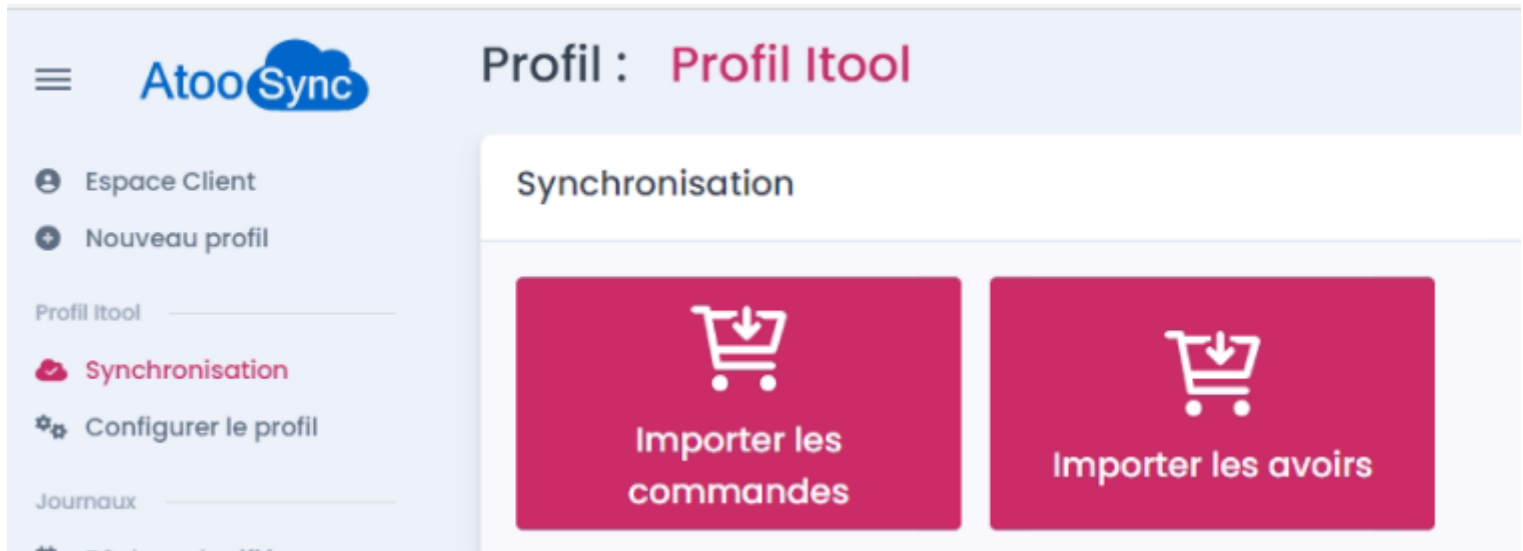 AtooSync
Profil : Profil Itool
Espace Client
Nouveau profil
Profil Itool
Synchronisation
Configurer le profil
Journaux
Synchronisation
Importer les
commandes
Importer les avoirs